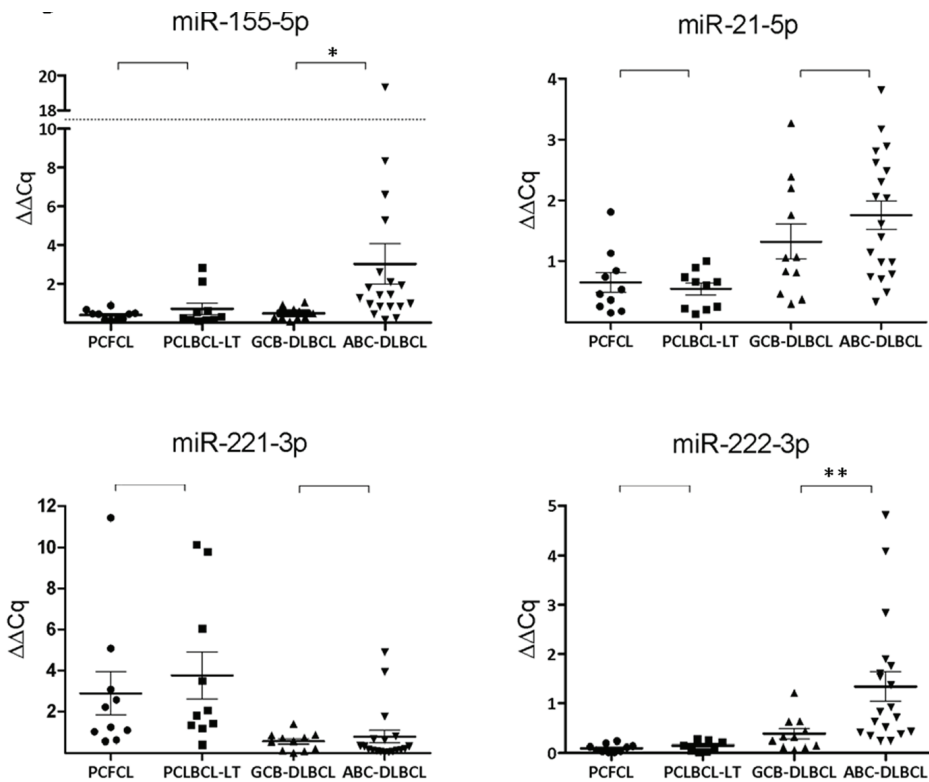 miR-155-5p
*
20
18
10
8
6
4
2
ΔΔCq
PCFCL PCLBCL-LT GCB-DLBCL ABC-DLBCL
miR-21-5p
4
3
2
1
ΔΔCq
PCFCL PCLBCL-LT GCB-DLBCL ABC-DLBCL
miR-221-3p
12
10
8
6
4
2
ΔΔCq
PCFCL PCLBCL-LT GCB-DLBCL ABC-DLBCL
miR-222-3p
**
5
4
3
2
1
0
ΔΔCq
PCFCL PCLBCL-LT GCB-DLBCL ABC-DLBCL